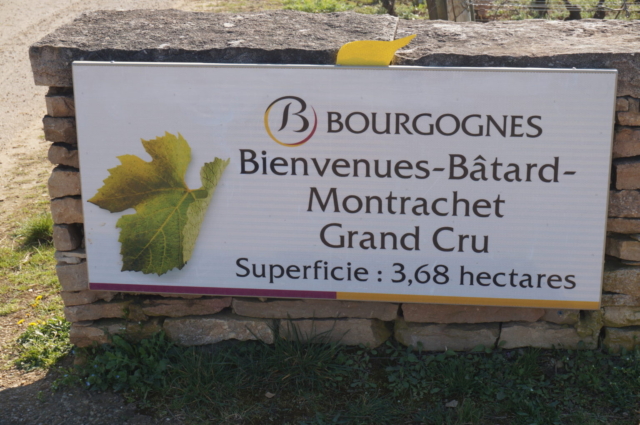 B BOURGOGNES
Bienvenues-Bâtard-
Montrachet
Grand Cru
Superficie : 3,68 hectares